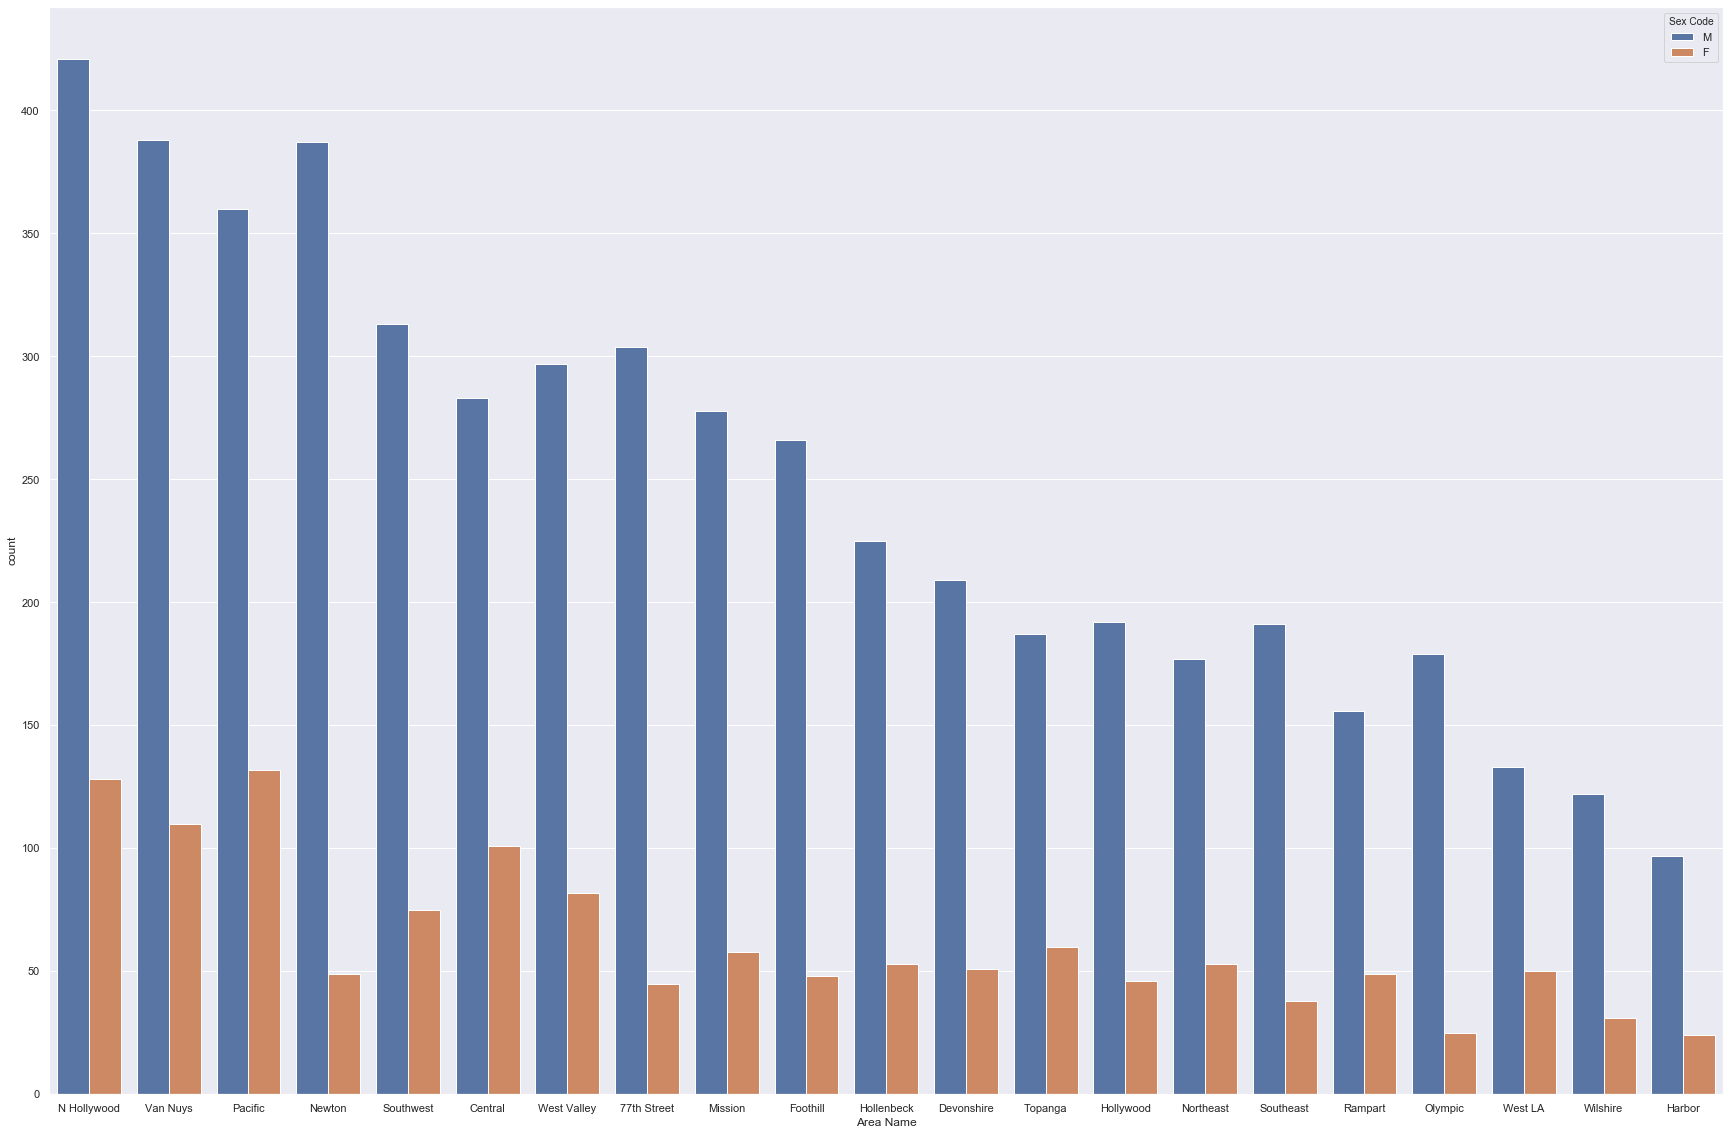 Sex Code
M
F
400
350
300
250
200
150
100
50
0
count
N Hollywood Van Nuys Pacific Newton Southwest Central West Valley 77th Street Mission Foothill Hollenbeck Devonshire Topanga Hollywood Northeast Southeast Rampart Olympic West LA Wilshire Harbor
Area Name